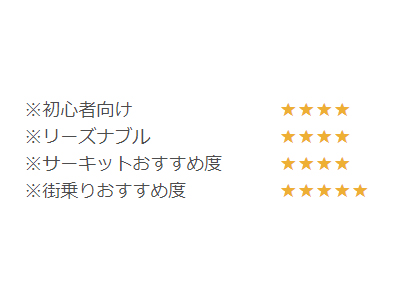 ※初心者向け ★★★★
※リーズナブル ★★★★
※サーキットおすすめ度 ★★★★
※街乗りおすすめ度 ★★★★★